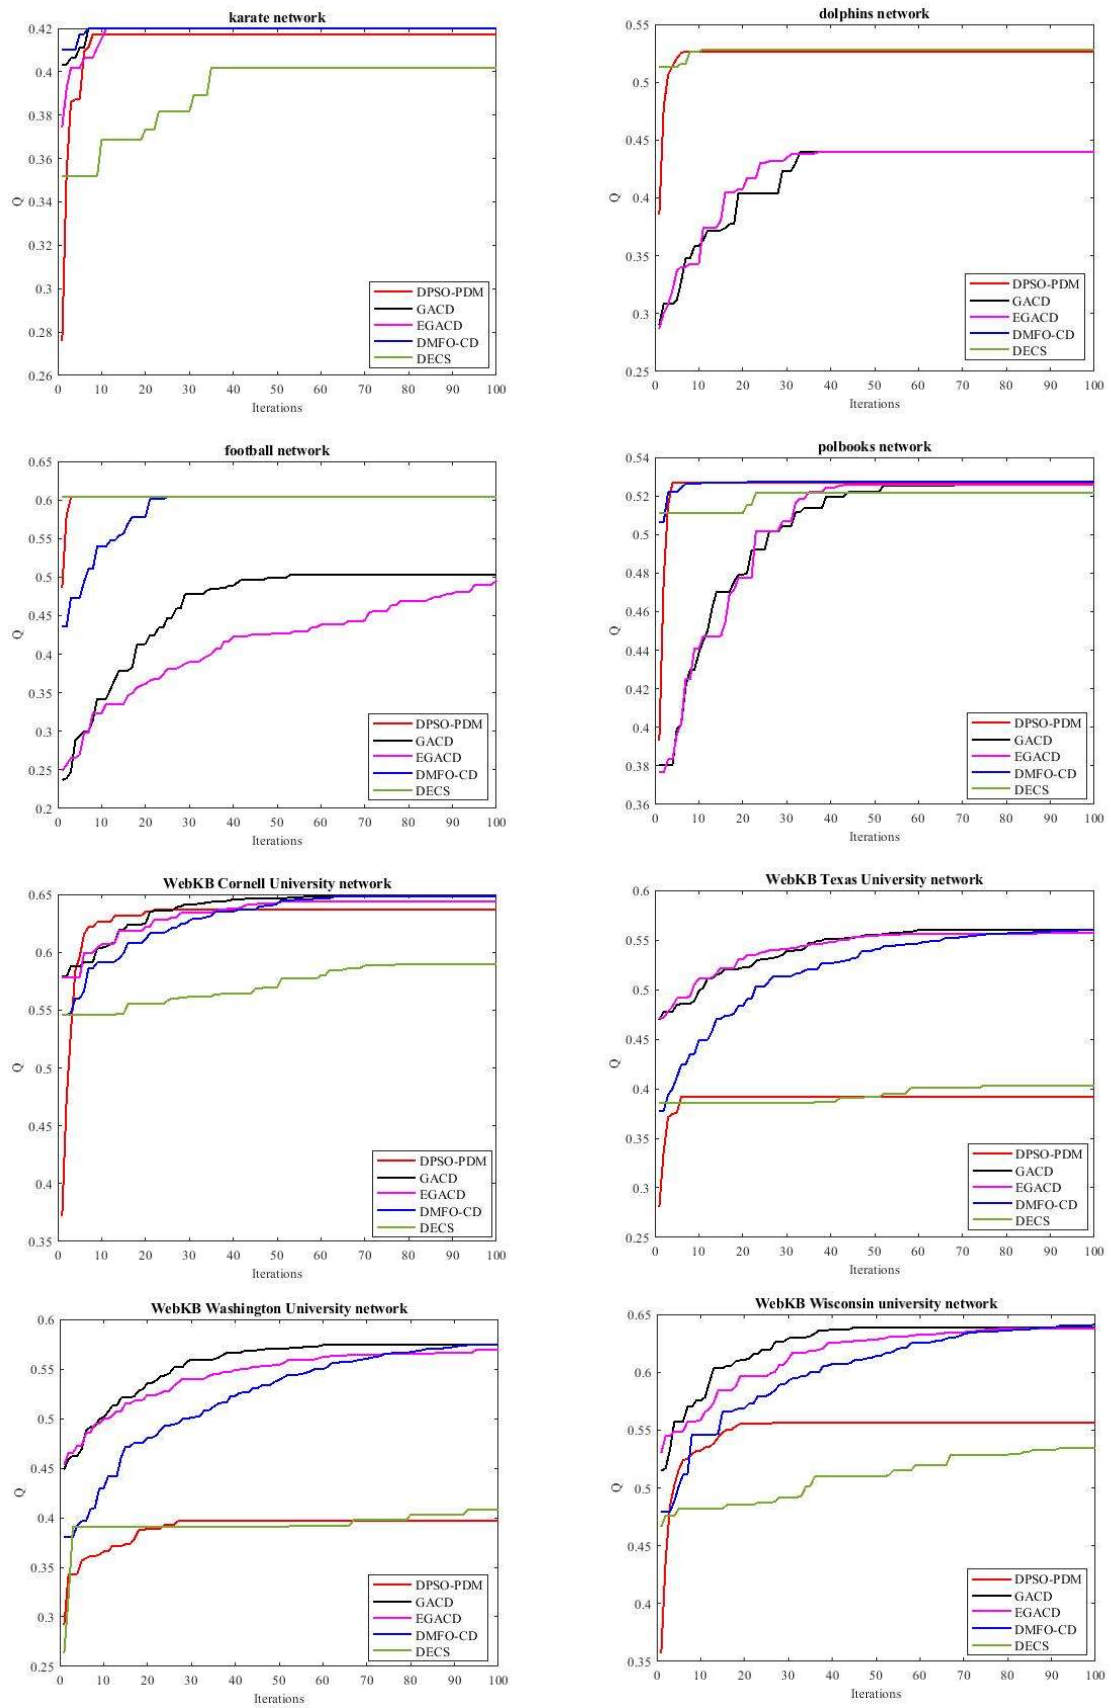 karate network
0.42
0.4
0.38
0.36
0.34
0.32
0.3
0.28
0.26
Q
0 10 20 30 40 50 60 70 80 90 100
Iterations
DPSO-PDM
GACD
EGACD
DMFO-CD
DECS
dolphins network
0.55
0.5
0.45
0.4
0.35
0.3
0.25
Q
0 10 20 30 40 50 60 70 80 90 100
Iterations
DPSO-PDM
GACD
EGACD
DMFO-CD
DECS
football network
0.65
0.6
0.55
0.5
0.45
0.4
0.35
0.3
0.25
0.2
Q
0 10 20 30 40 50 60 70 80 90 100
Iterations
DPSO-PDM
GACD
EGACD
DMFO-CD
DECS
polbooks network
0.54
0.52
0.5
0.48
0.46
0.44
0.42
0.4
0.38
0.36
Q
0 10 20 30 40 50 60 70 80 90 100
Iterations
DPSO-PDM
GACD
EGACD
DMFO-CD
DECS
WebKB Cornell University network
0.65
0.6
0.55
0.5
0.45
0.4
0.35
Q
0 10 20 30 40 50 60 70 80 90 100
Iterations
DPSO-PDM
GACD
EGACD
DMFO-CD
DECS
WebKB Texas University network
0.6
0.55
0.5
0.45
0.4
0.35
0.3
0.25
Q
0 10 20 30 40 50 60 70 80 90 100
Iterations
DPSO-PDM
GACD
EGACD
DMFO-CD
DECS
WebKB Washington University network
0.6
0.55
0.5
0.45
0.4
0.35
0.3
0.25
Q
0 10 20 30 40 50 60 70 80 90 100
Iterations
DPSO-PDM
GACD
EGACD
DMFO-CD
DECS
WebKB Wisconsin university network
0.65
0.6
0.55
0.5
0.45
0.4
0.35
Q
0 10 20 30 40 50 60 70 80 90 100
Iterations
DPSO-PDM
GACD
EGACD
DMFO-CD
DECS